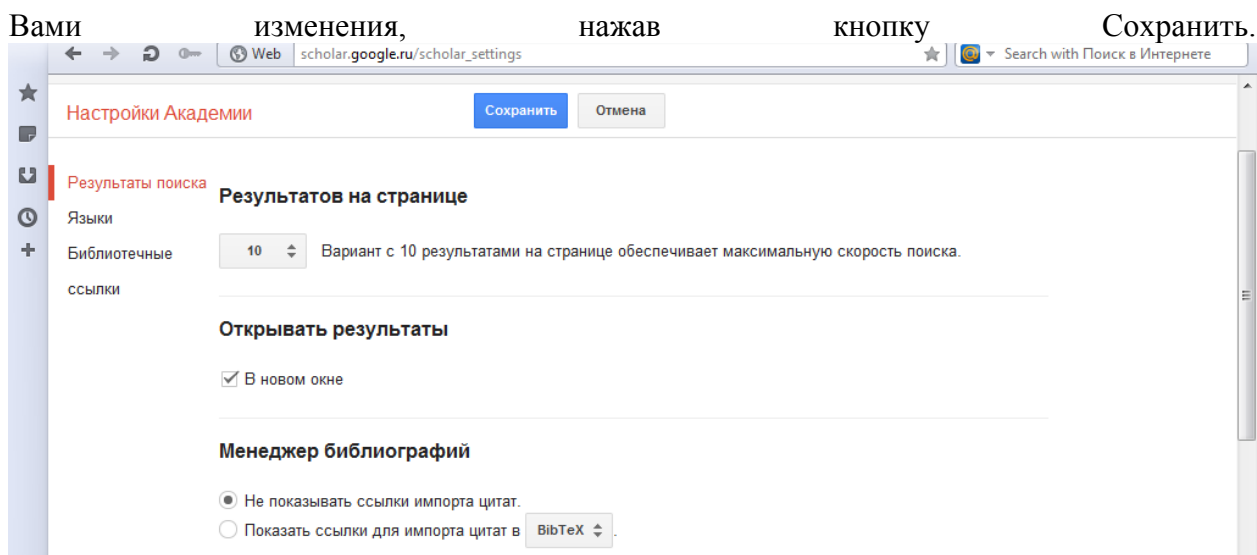 Вами изменения, нажав кнопку Сохранить.
Web scholar.google.ru/scholar_settings Search with Поиск в Интернете
Настройки Академии Сохранить Отмена
Результаты поиска
Результатов на странице
Языки
Библиотечные
ссылки
10 Вариант с 10 результатами на странице обеспечивает максимальную скорость поиска.
Открывать результаты
В новом окне
Менеджер библиографий
Не показывать ссылки импорта цитат.
Показать ссылки для импорта цитат в BibTeX .